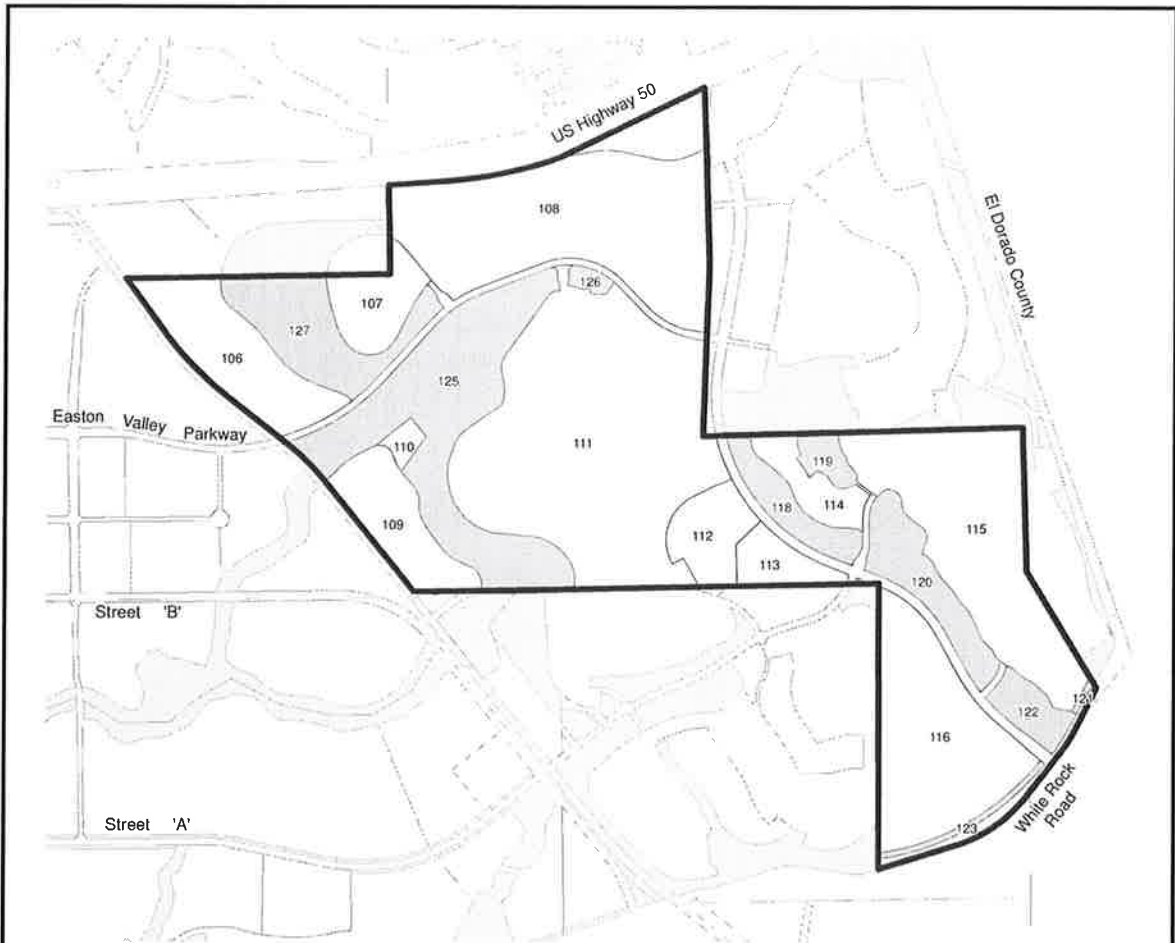 US Highway 50
108
El Dorado County
126
107
127
106
125
Easton Valley Parkway
110
111
119
118
114
109
112
115
113
120
Street 'B'
121
122
116
Street 'A'
123
White Rock
Road